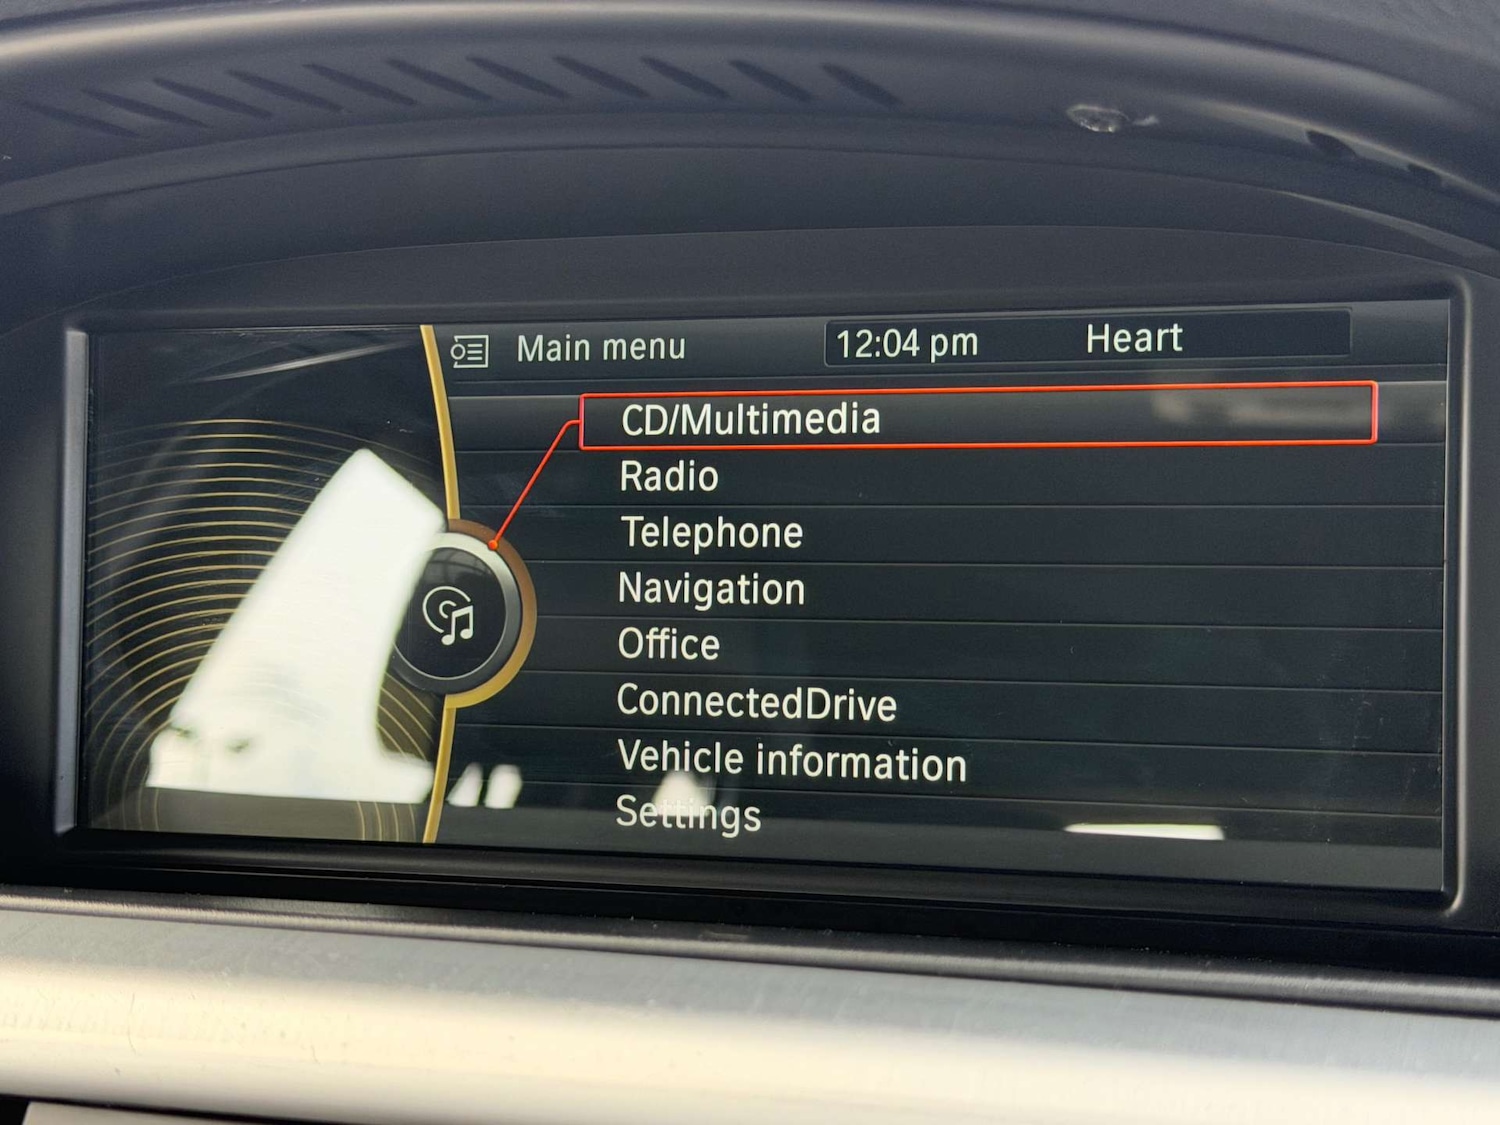 Main menu
12:04 pm
Heart
CD/Multimedia
Radio
Telephone
Navigation
Office
ConnectedDrive
Vehicle information
Settings